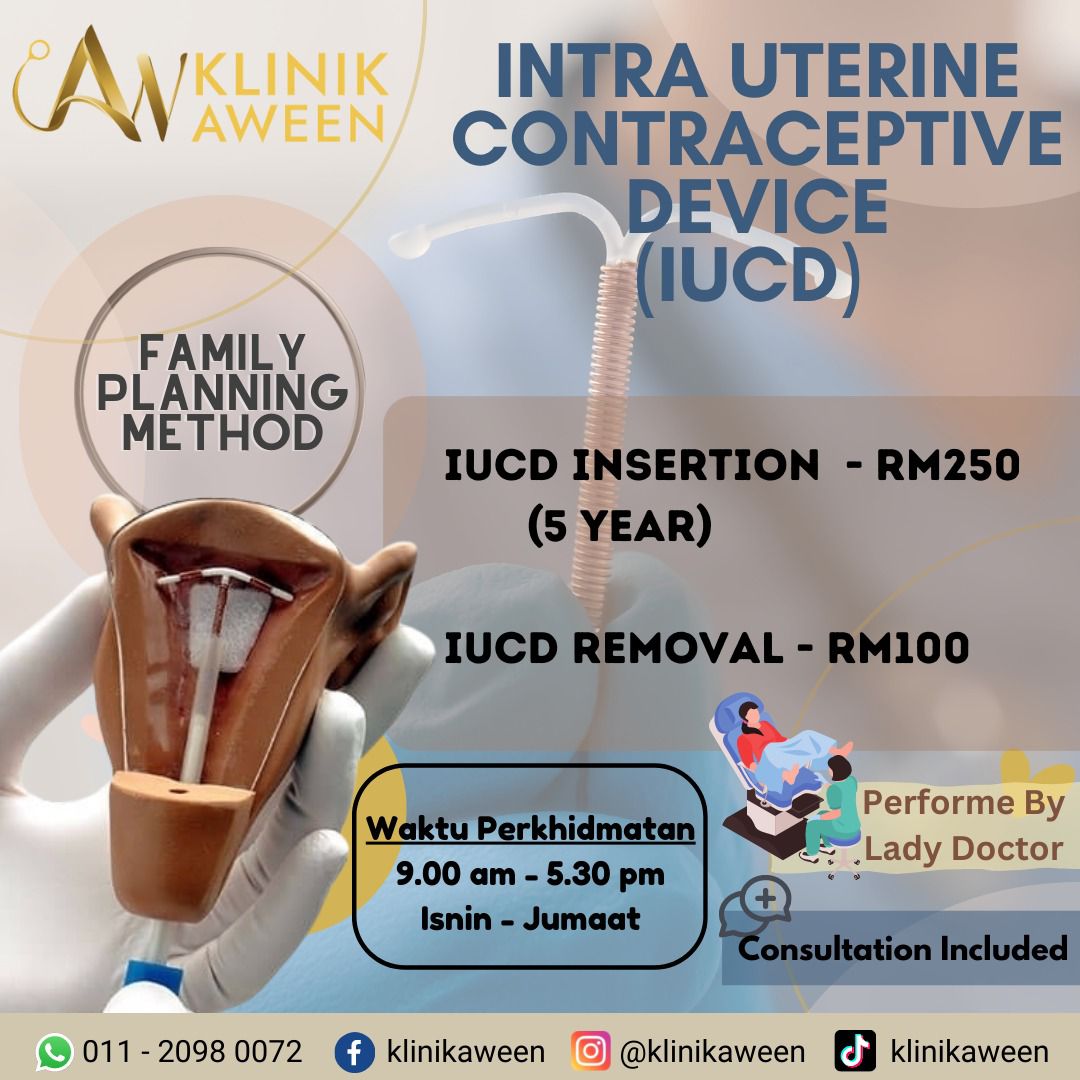 KLINIK
AWEEN
INTRA UTERINE
CONTRACEPTIVE
DEVICE
(IUCD)
FAMILY
PLANNING
METHOD
IUCD INSERTION - RM250
(5 YEAR)
IUCD REMOVAL - RM100
Waktu Perkhidmatan
9.00 am - 5.30 pm
Isnin - Jumaat
Performe By
Lady Doctor
Consultation Included
011 - 2098 0072 klinikaween @klinikaween klinikaween